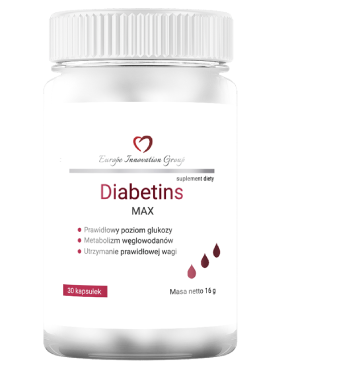 Europe Innovation Group
suplement diety
Diabetins
MAX
Prawidłowy poziom glukozy
Metabolizm węglowodanów
Utrzymanie prawidłowej wagi
30 kapsułek
Masa netto 16 g